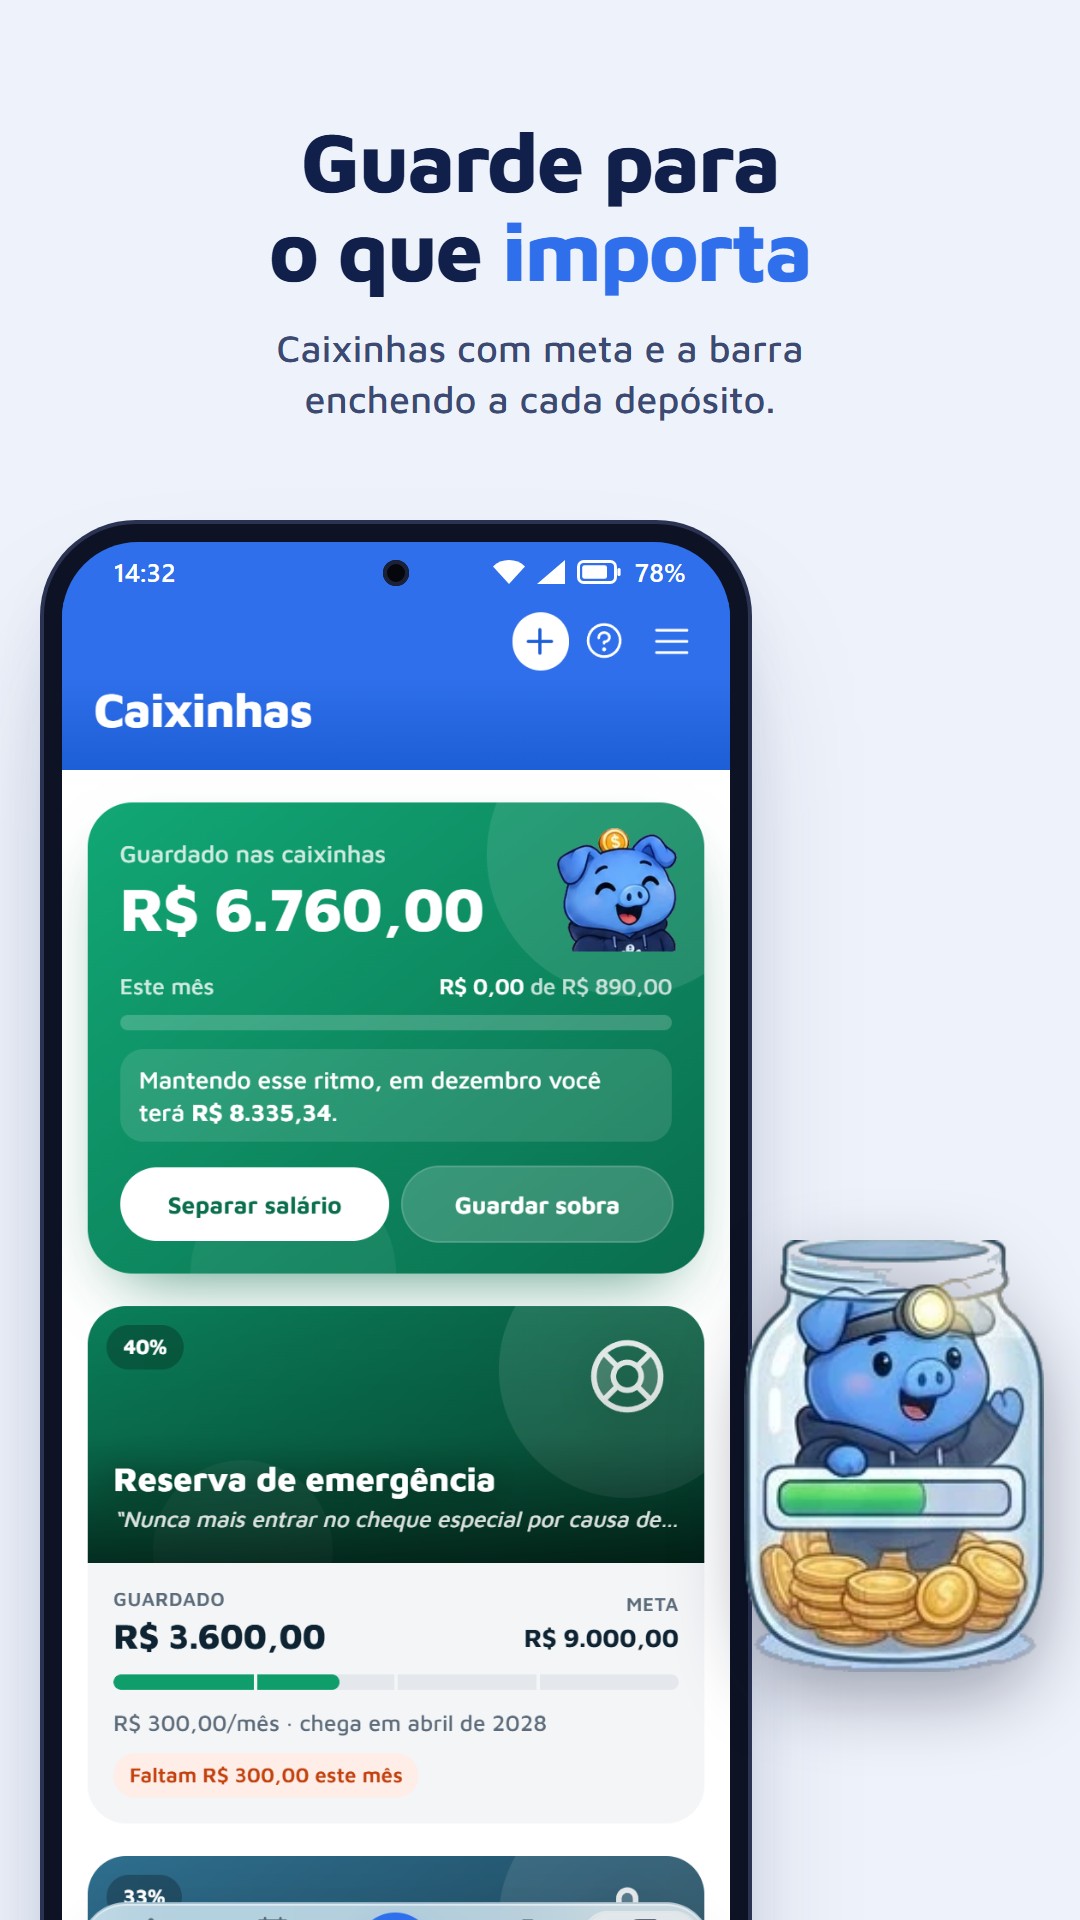 Guarde para
o que importa
Caixinhas com meta e a barra
enchendo a cada depósito.
14:32
78%
Caixinhas
Guardado nas caixinhas
R$ 6.760,00
Este mês
R$ 0,00 de R$ 890,00
Mantendo esse ritmo, em dezembro você
terá R$ 8.335,34.
Separar salário
Guardar sobra
40%
Reserva de emergência
"Nunca mais entrar no cheque especial por causa de...
GUARDADO
META
R$ 3.600,00
R$ 9.000,00
R$ 300,00/mês · chega em abril de 2028
Faltam R$ 300,00 este mês
33%